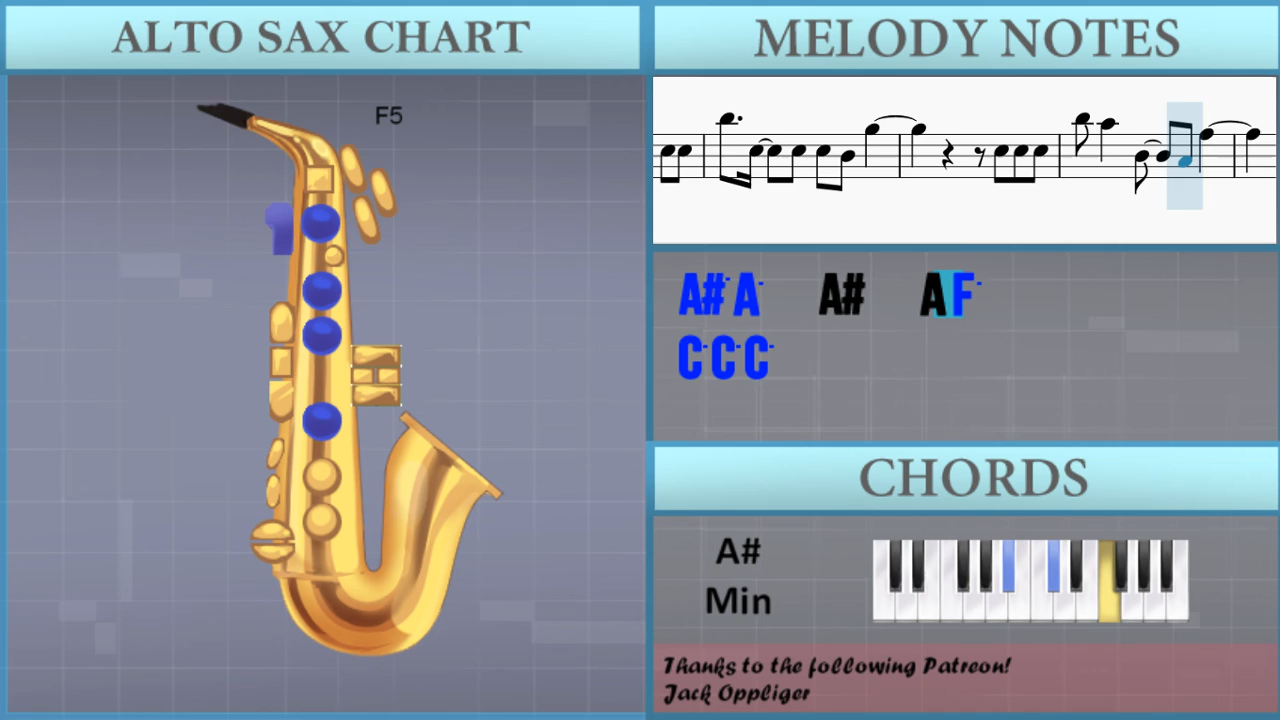 ALTO SAX CHART
F5
MELODY NOTES
A#- A- A# A F-
C- C- C-
CHORDS
A#
Min
Thanks to the following Patreon!
Jack Oppliger